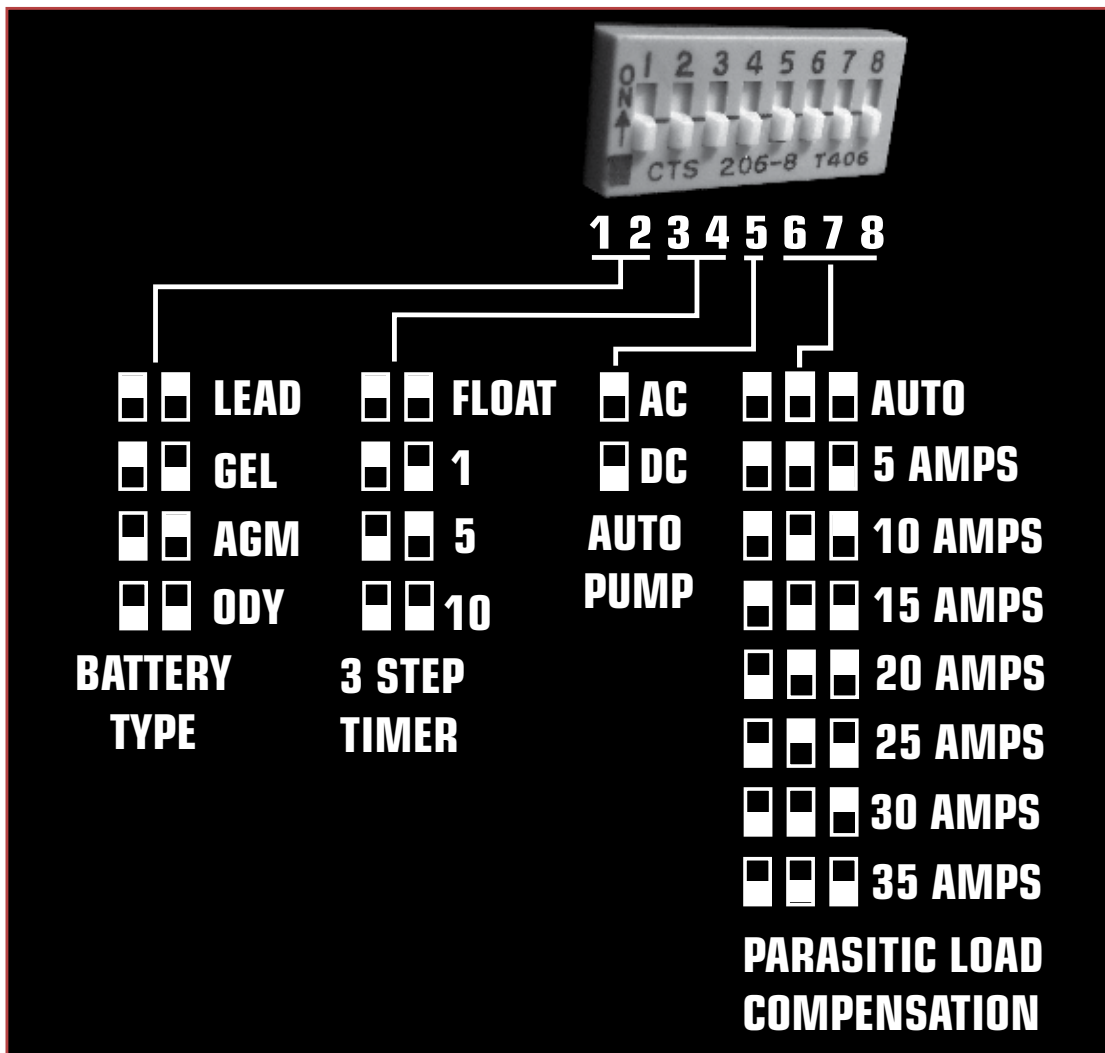 ON
1 2 3 4 5 6 7 8
CTS 206-8 T406
1 2 3 4 5 6 7 8
LEAD
GEL
AGM
ODY
BATTERY
TYPE
FLOAT
1
5
10
3 STEP
TIMER
AC
DC
AUTO
PUMP
AUTO
5 AMPS
10 AMPS
15 AMPS
20 AMPS
25 AMPS
30 AMPS
35 AMPS
PARASITIC LOAD
COMPENSATION